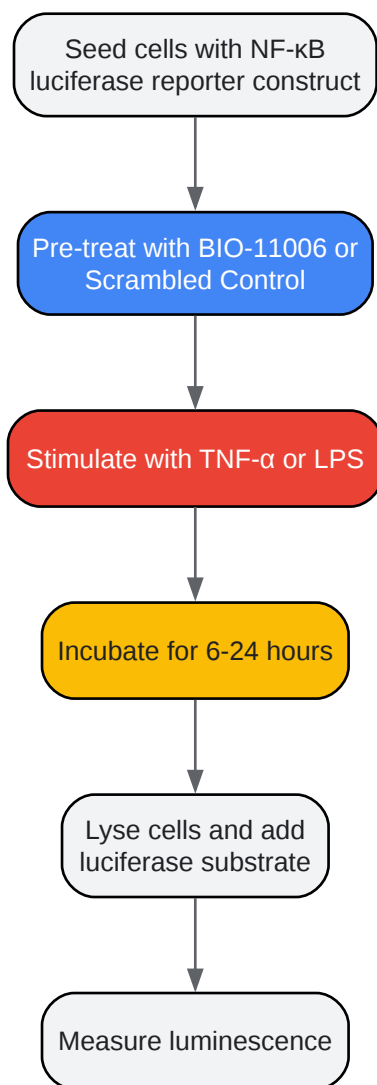 Seed cells with NF-κB
luciferase reporter construct
Pre-treat with BIO-11006 or
Scrambled Control
Stimulate with TNF-α or LPS
Incubate for 6-24 hours
Lyse cells and add
luciferase substrate
Measure luminescence